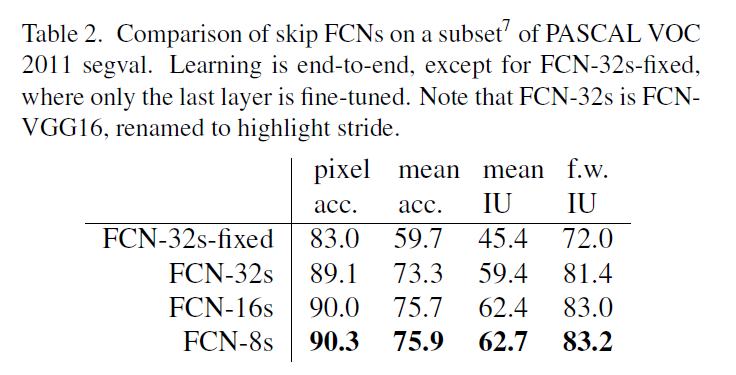 Table 2. Comparison of skip FCNs on a subset7 of PASCAL VOC
2011 segval. Learning is end-to-end, except for FCN-32s-fixed,
where only the last layer is fine-tuned. Note that FCN-32s is FCN-
VGG16, renamed to highlight stride.
pixel mean mean f.w.
acc. acc. IU IU
FCN-32s-fixed 83.0 59.7 45.4 72.0
FCN-32s 89.1 73.3 59.4 81.4
FCN-16s 90.0 75.7 62.4 83.0
FCN-8s 90.3 75.9 62.7 83.2